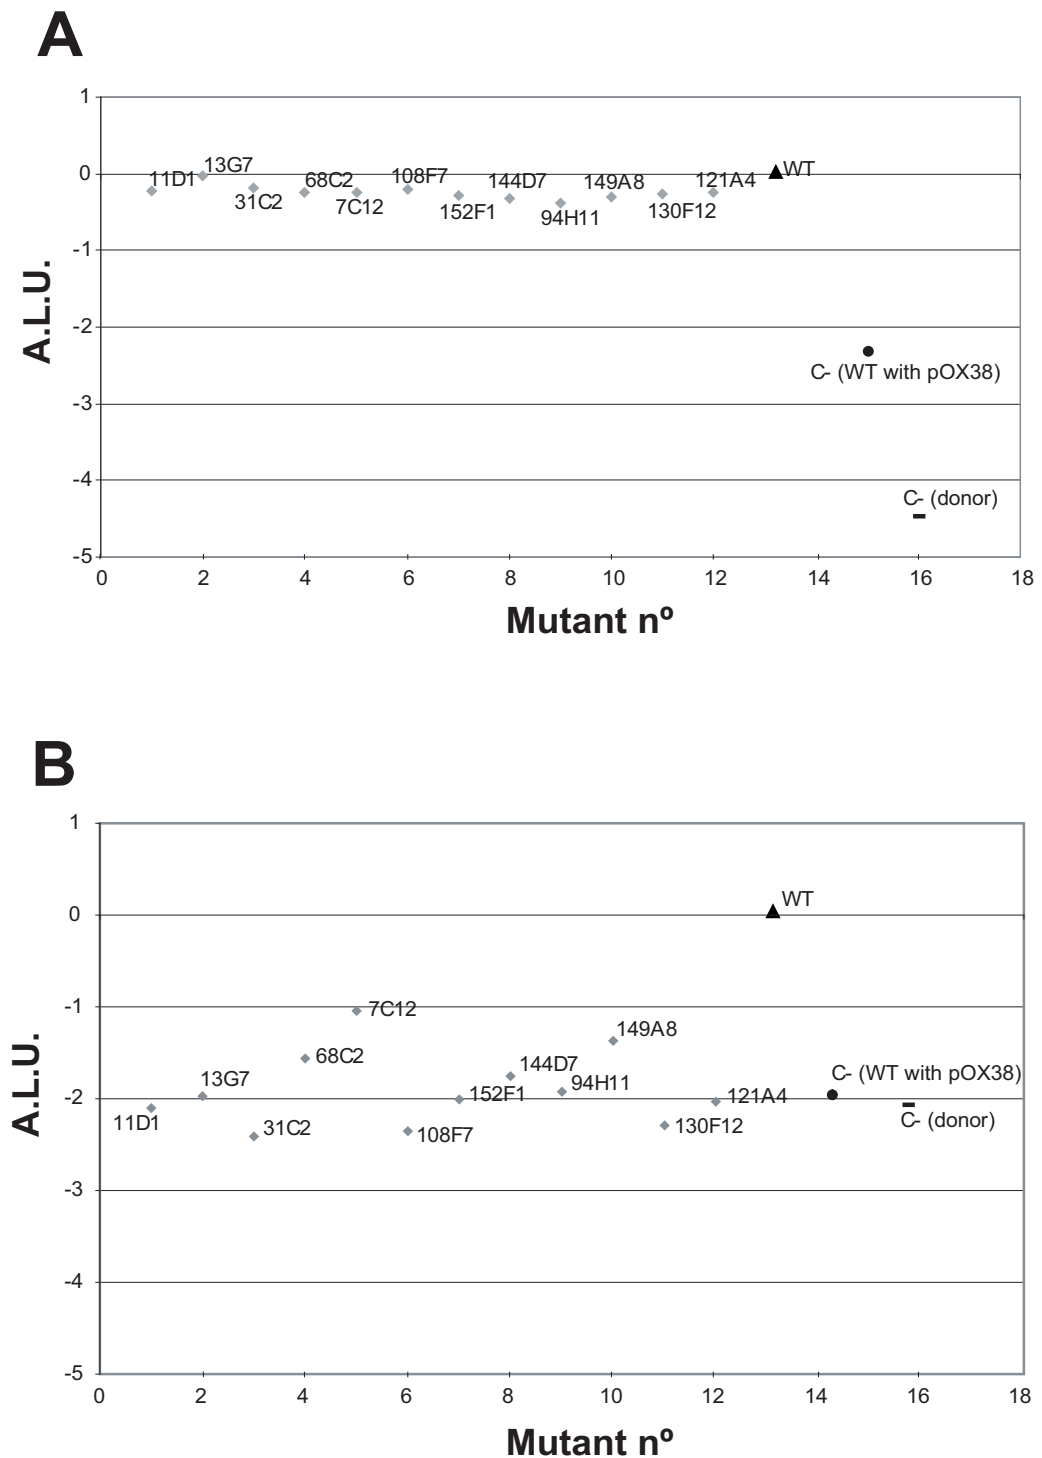 A
1
0
-1
-2
-3
-4
-5
A.L.U.
11D1
13G7
31C2
68C2
7C12
108F7
152F1
144D7
94H11
149A8
130F12
121A4
WT
C- (WT with pOX38)
C- (donor)
0 2 4 6 8 10 12 14 16 18
Mutant nº
B
1
0
-1
-2
-3
-4
-5
A.L.U.
11D1
13G7
31C2
68C2
7C12
108F7
152F1
144D7
94H11
149A8
130F12
121A4
WT
C- (WT with pOX38)
C- (donor)
0 2 4 6 8 10 12 14 16 18
Mutant nº